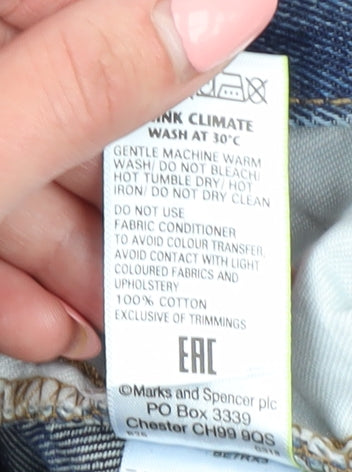 INK CLIMATE
WASH AT 30°C
GENTLE MACHINE WARM
WASH/ DO NOT BLEACH/
HOT TUMBLE DRY/ HOT
IRON/ DO NOT DRY CLEAN
DO NOT USE
FABRIC CONDITIONER
TO AVOID COLOUR TRANSFER,
AVOID CONTACT WITH LIGHT
COLOURED FABRICS AND
UPHOLSTERY
100% COTTON
EXCLUSIVE OF TRIMMINGS
EAC
©Marks and Spencer plc
PO Box 3339
Chester CH99 9QS